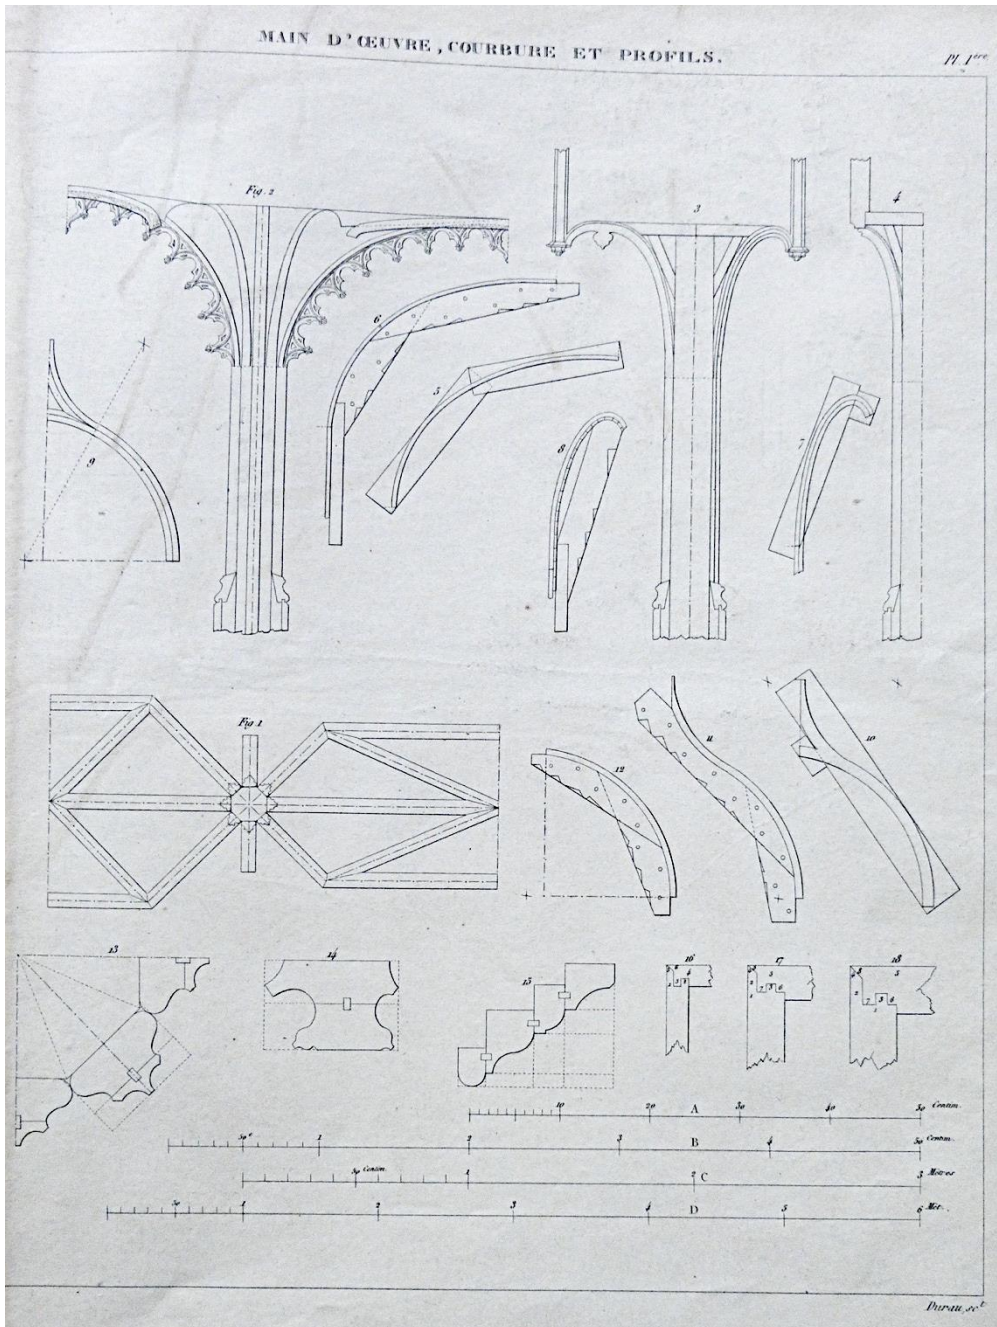 MAIN D'ŒUVRE, COURBURE ET PROFILS.
Pl. 1ère
Fig. 2
3
4
6
5
9
8
7
Fig. 1
12
11
10
13
14
15
16
17
18
10 20 A 30 40 50 Centim.
50 c 1 2 3 B 4 50 Centim.
50 Centim. 1 2 C 3 Mètres
50 1 2 3 4 D 5 6 Mèt.
Durau, sct